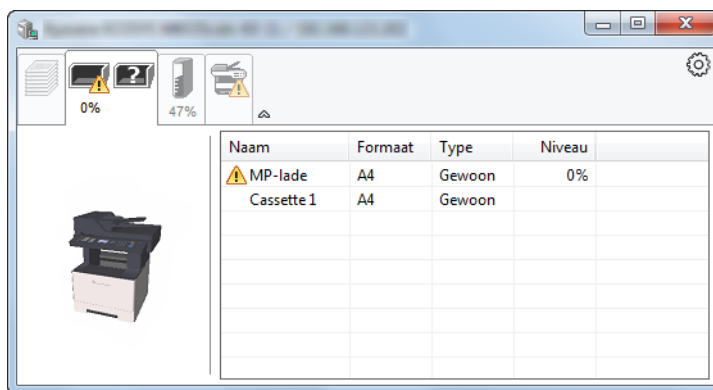 0%
47%
Naam Formaat Type Niveau
MP-lade A4 Gewoon 0%
Cassette 1 A4 Gewoon